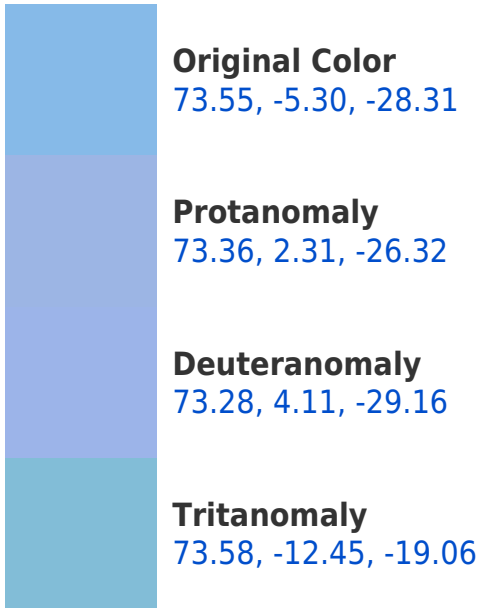 Original Color
73.55, -5.30, -28.31
Protanomaly
73.36, 2.31, -26.32
Deuteranomaly
73.28, 4.11, -29.16
Tritanomaly
73.58, -12.45, -19.06